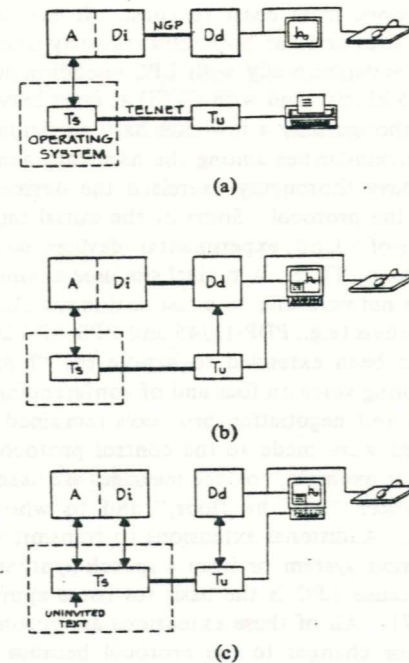 A Di NGP Dd
Ts TELNET Tu
OPERATING
SYSTEM
(a)
A Di Dd
Ts Tu
(b)
A Di Dd
Ts Tu
UNINVITED
TEXT
(c)